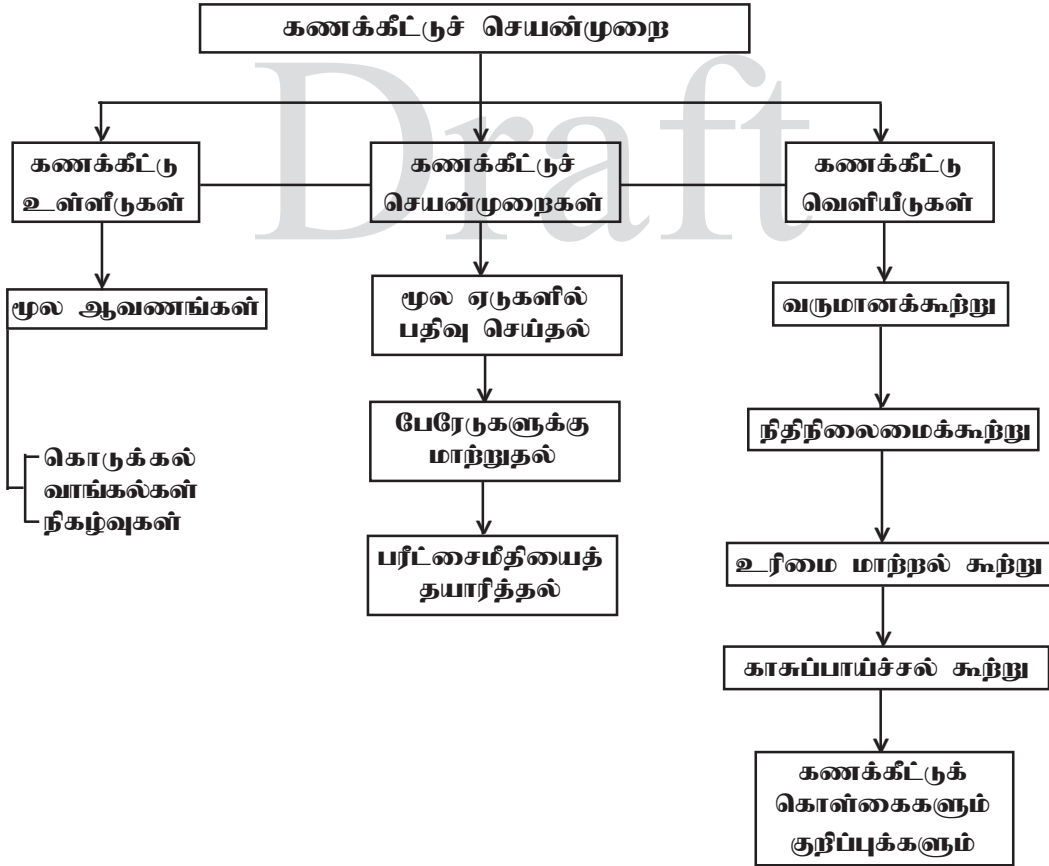 கணக்கீட்டுச் செயன்முறை
Draft
கணக்கீட்டு
உள்ளீடுகள்
கணக்கீட்டுச்
செயன்முறைகள்
கணக்கீட்டு
வெளியீடுகள்
மூல ஆவணங்கள்
கொடுக்கல்
வாங்கல்கள்
நிகழ்வுகள்
மூல ஏடுகளில்
பதிவு செய்தல்
பேரேடுகளுக்கு
மாற்றுதல்
பரீட்சைமீதியைத்
தயாரித்தல்
வருமானக்கூற்று
நிதிநிலைமைக்கூற்று
உரிமை மாற்றல் கூற்று
காசுப்பாய்ச்சல் கூற்று
கணக்கீட்டுக்
கொள்கைகளும்
குறிப்புக்களும்